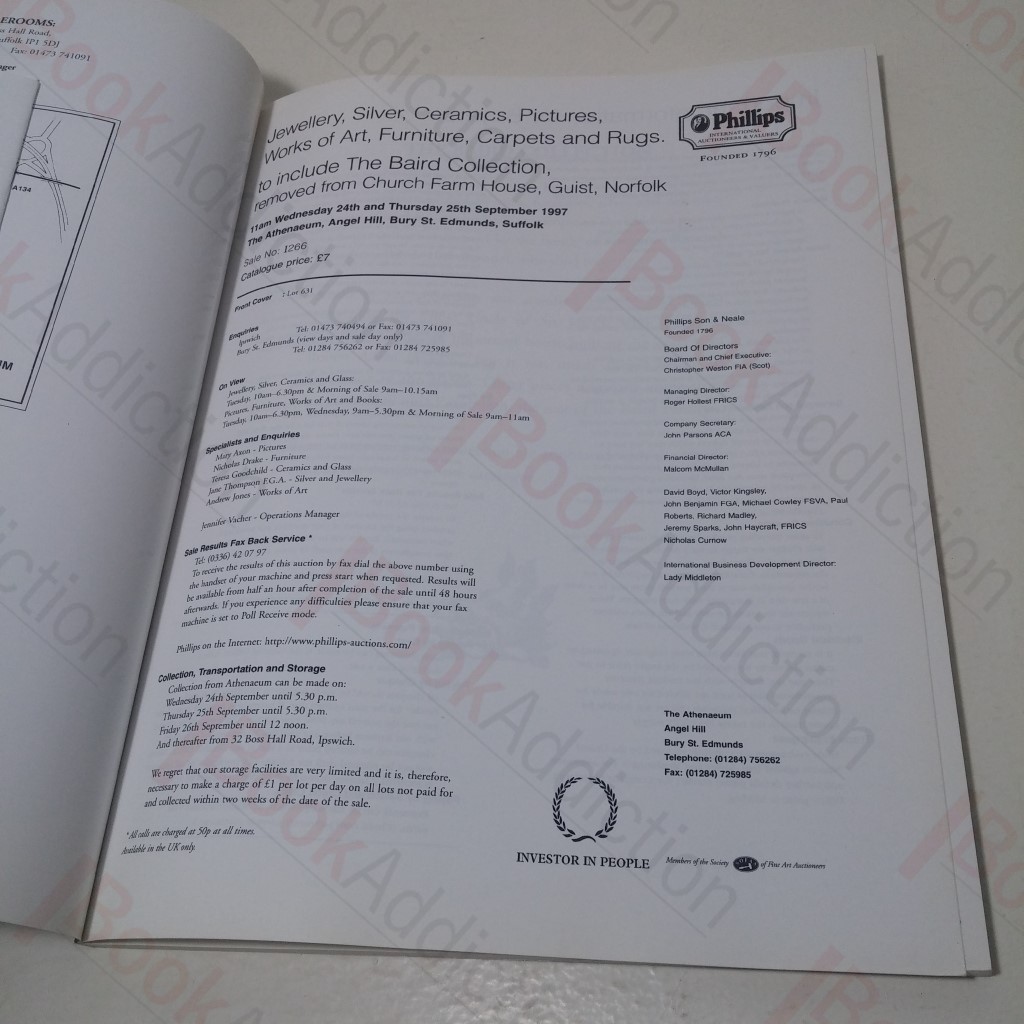 EROOMS:
s Hall Road,
uffolk IP1 5DJ
Fax: 01473 741091
ager
A134
UM
Jewellery, Silver, Ceramics, Pictures,
Works of Art, Furniture, Carpets and Rugs.
to include The Baird Collection,
removed from Church Farm House, Guist, Norfolk
11am Wednesday 24th and Thursday 25th September 1997
The Athenaeum, Angel Hill, Bury St. Edmunds, Suffolk
Sale No: 1266
Catalogue price: £7
Phillips
INTERNATIONAL
AUCTIONEERS & VALUERS
FOUNDED 1796
Front Cover : Lot 631
Enquiries
Ipswich Tel: 01473 740494 or Fax: 01473 741091
Bury St. Edmunds (view days and sale day only)
Tel: 01284 756262 or Fax: 01284 725985
On View
Jewellery, Silver, Ceramics and Glass:
Tuesday, 10am–6.30pm & Morning of Sale 9am–10.15am
Pictures, Furniture, Works of Art and Books:
Tuesday, 10am–6.30pm, Wednesday, 9am–5.30pm & Morning of Sale 9am–11am
Specialists and Enquiries
Mary Axon - Pictures
Nicholas Drake - Furniture
Teresa Goodchild - Ceramics and Glass
Jane Thompson F.G.A. - Silver and Jewellery
Andrew Jones - Works of Art
Jennifer Vacher - Operations Manager
Sale Results Fax Back Service *
Tel: (0336) 42 07 97
To receive the results of this auction by fax dial the above number using
the handset of your machine and press start when requested. Results will
be available from half an hour after completion of the sale until 48 hours
afterwards. If you experience any difficulties please ensure that your fax
machine is set to Poll Receive mode.
Phillips on the Internet: http://www.phillips-auctions.com/
Collection, Transportation and Storage
Collection from Athenaeum can be made on:
Wednesday 24th September until 5.30 p.m.
Thursday 25th September until 5.30 p.m.
Friday 26th September until 12 noon.
And thereafter from 32 Boss Hall Road, Ipswich.
We regret that our storage facilities are very limited and it is, therefore,
necessary to make a charge of £1 per lot per day on all lots not paid for
and collected within two weeks of the date of the sale.
*All calls are charged at 50p at all times.
Available in the UK only.
Phillips Son & Neale
Founded 1796
Board Of Directors
Chairman and Chief Executive:
Christopher Weston FIA (Scot)
Managing Director:
Roger Hollest FRICS
Company Secretary:
John Parsons ACA
Financial Director:
Malcom McMullan
David Boyd, Victor Kingsley,
John Benjamin FGA, Michael Cowley FSVA, Paul
Roberts, Richard Madley,
Jeremy Sparks, John Haycraft, FRICS
Nicholas Curnow
International Business Development Director:
Lady Middleton
The Athenaeum
Angel Hill
Bury St. Edmunds
Telephone: (01284) 756262
Fax: (01284) 725985
INVESTOR IN PEOPLE
Members of the Society of Fine Art Auctioneers
BookAddiction